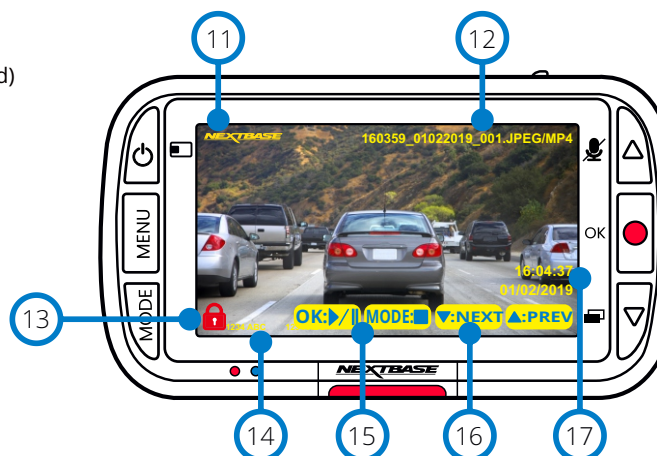 11
12
d)
NEXTBASE
160359_01022019_001.JPEG/MP4
MENU
OK
16:04:37
01/02/2019
MODE
13
OK: ▶/II MODE:■ ▼:NEXT ▲:PREV
NEXTBASE
14
15
16
17